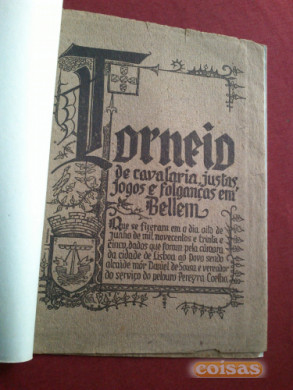 Torneio
de cavalaria, justas,
jogos e folganças em
Bellem
Que se fizeram em o dia oito de
junho de mil novecentos e trinta e
cinco, dados que foram pela câmara
da cidade de Lisboa ao Povo sendo
alcaide mór Daniel de Sousa e vereador
do serviço do pelouro Pereyra Coelho
coisas